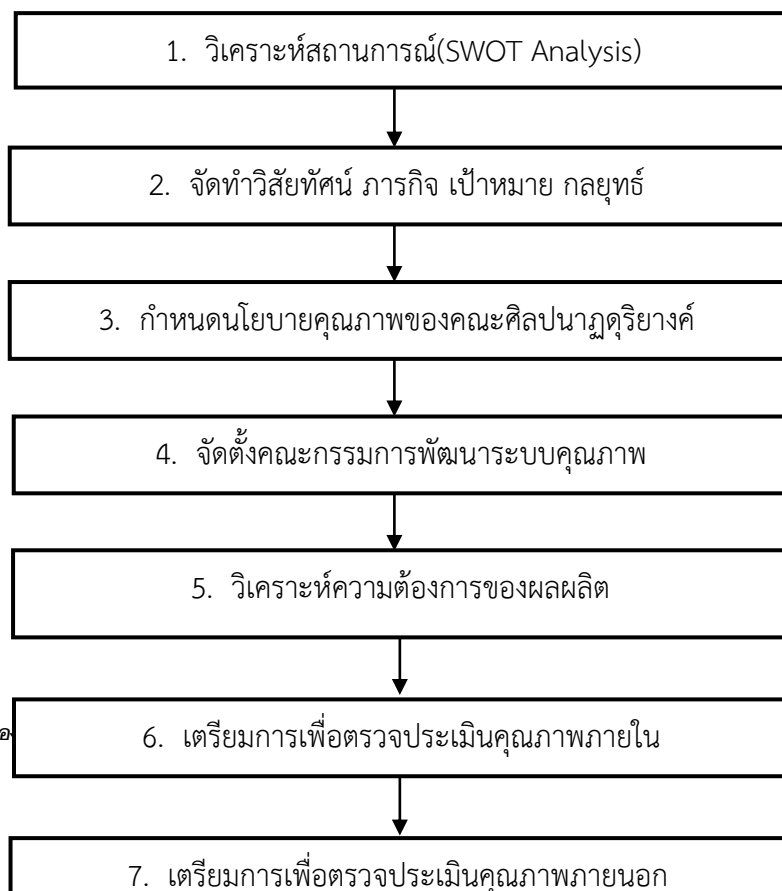 1. วิเคราะห์สถานการณ์(SWOT Analysis)
2. จัดทำวิสัยทัศน์ ภารกิจ เป้าหมาย กลยุทธ์
3. กำหนดนโยบายคุณภาพของคณะศิลปนาฏดุริยางค์
4. จัดตั้งคณะกรรมการพัฒนาระบบคุณภาพ
5. วิเคราะห์ความต้องการของผลผลิต
6. เตรียมการเพื่อตรวจประเมินคุณภาพภายใน
7. เตรียมการเพื่อตรวจประเมินคุณภาพภายนอก